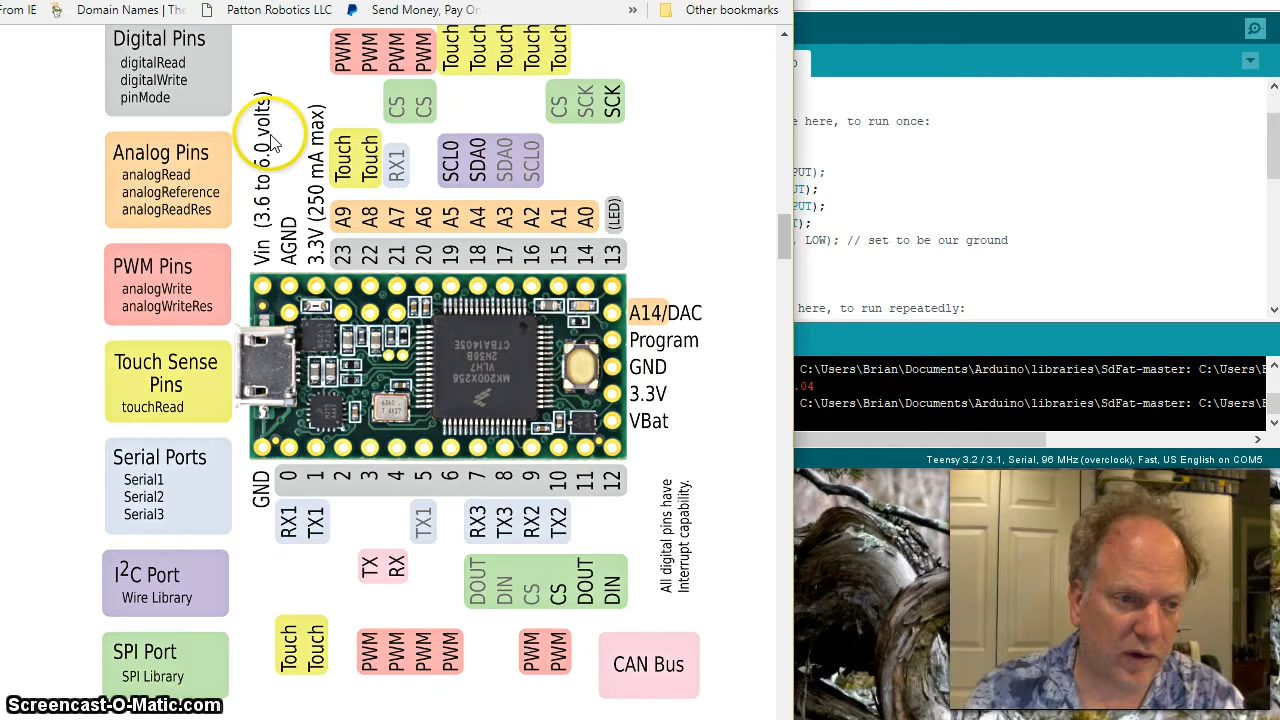 From IE Domain Names | The Patton Robotics LLC Send Money, Pay On » Other bookmarks
Digital Pins
digitalRead
digitalWrite
pinMode
Analog Pins
analogRead
analogReference
analogReadRes
PWM Pins
analogWrite
analogWriteRes
Touch Sense
Pins
touchRead
Serial Ports
Serial1
Serial2
Serial3
I²C Port
Wire Library
SPI Port
SPI Library
PWM PWM PWM PWM Touch Touch Touch Touch Touch
CS CS CS SCK SCK
Touch Touch RX1 SCL0 SDA0 SDA0 SCL0
A9 A8 A7 A6 A5 A4 A3 A2 A1 A0 (LED)
Vin (3.6 to 6.0 volts)
AGND
3.3V (250 mA max)
23 22 21 20 19 18 17 16 15 14 13
A14/DAC
Program
GND
3.3V
VBat
MK20DX256
VLH7
2N58B
CTBA1403E
GND 0 1 2 3 4 5 6 7 8 9 10 11 12
RX1 TX1 TX1 RX3 TX3 RX2 TX2
TX RX DOUT DIN CS CS DOUT DIN
Touch Touch PWM PWM PWM PWM PWM PWM
CAN Bus
All digital pins have
Interrupt capability.
e here, to run once:
PUT);
UT);
PUT);
T);
, LOW); // set to be our ground
here, to run repeatedly:
C:\Users\Brian\Documents\Arduino\libraries\SdFat-master: C:\Users\B
.04
C:\Users\Brian\Documents\Arduino\libraries\SdFat-master: C:\Users\B
Teensy 3.2 / 3.1, Serial, 96 MHz (overclock), Fast, US English on COM5
Screencast-O-Matic.com